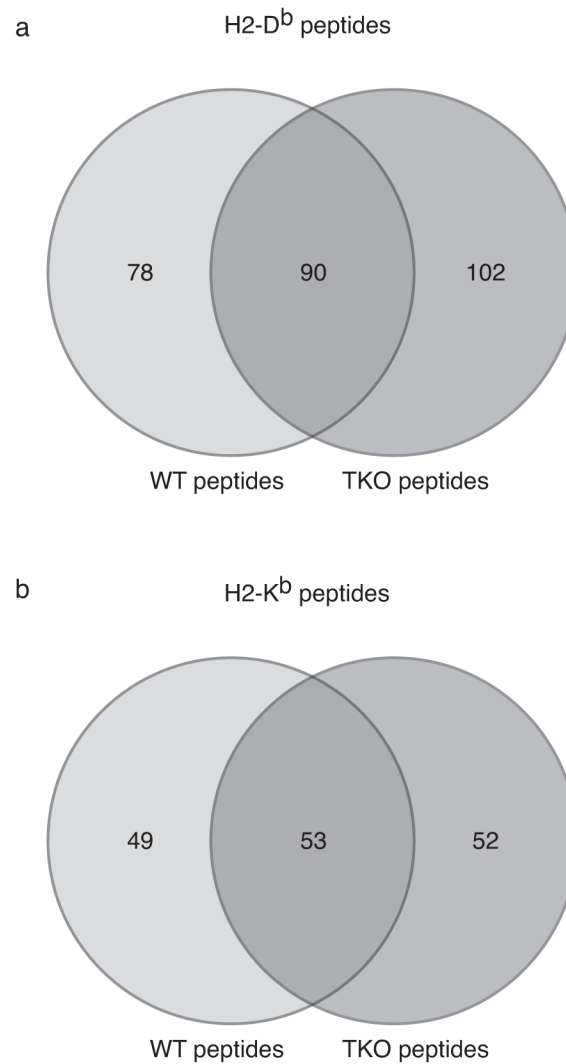 a
H2-Dᵇ peptides
78 90 102
WT peptides TKO peptides
b
H2-Kᵇ peptides
49 53 52
WT peptides TKO peptides